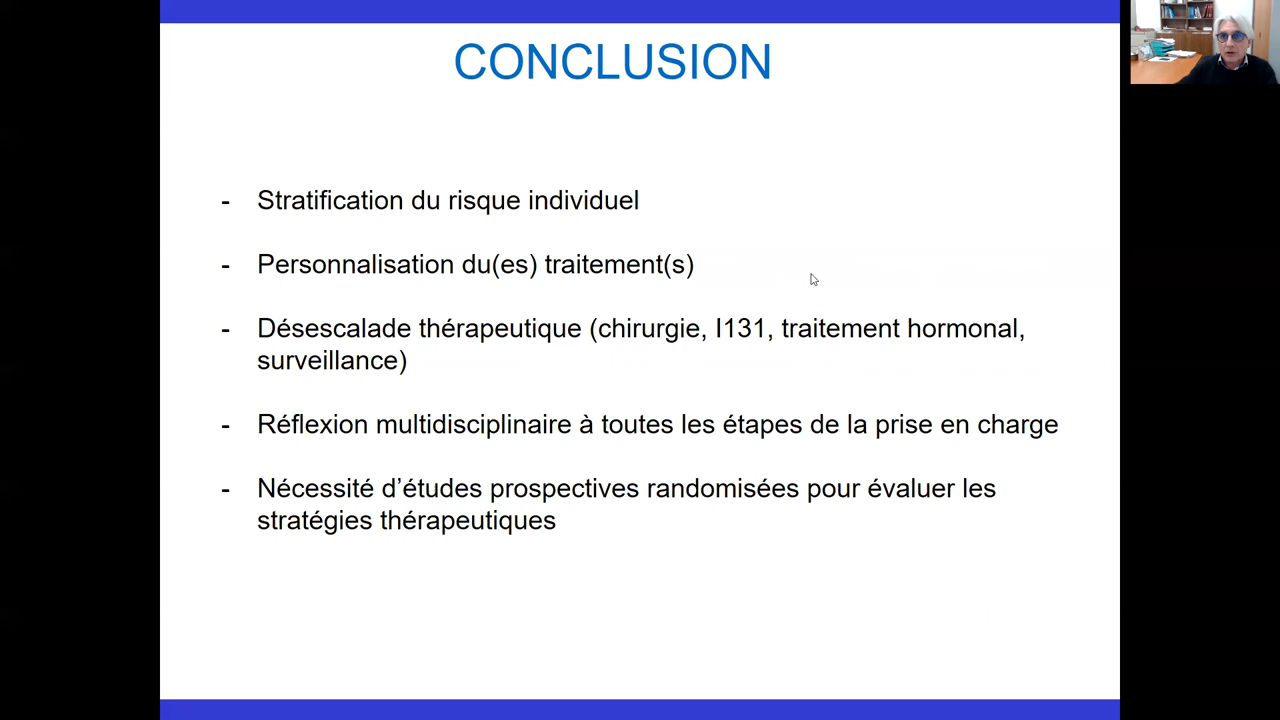 CONCLUSION
- Stratification du risque individuel
- Personnalisation du(es) traitement(s)
- Désescalade thérapeutique (chirurgie, I131, traitement hormonal,
surveillance)
- Réflexion multidisciplinaire à toutes les étapes de la prise en charge
- Nécessité d’études prospectives randomisées pour évaluer les
stratégies thérapeutiques